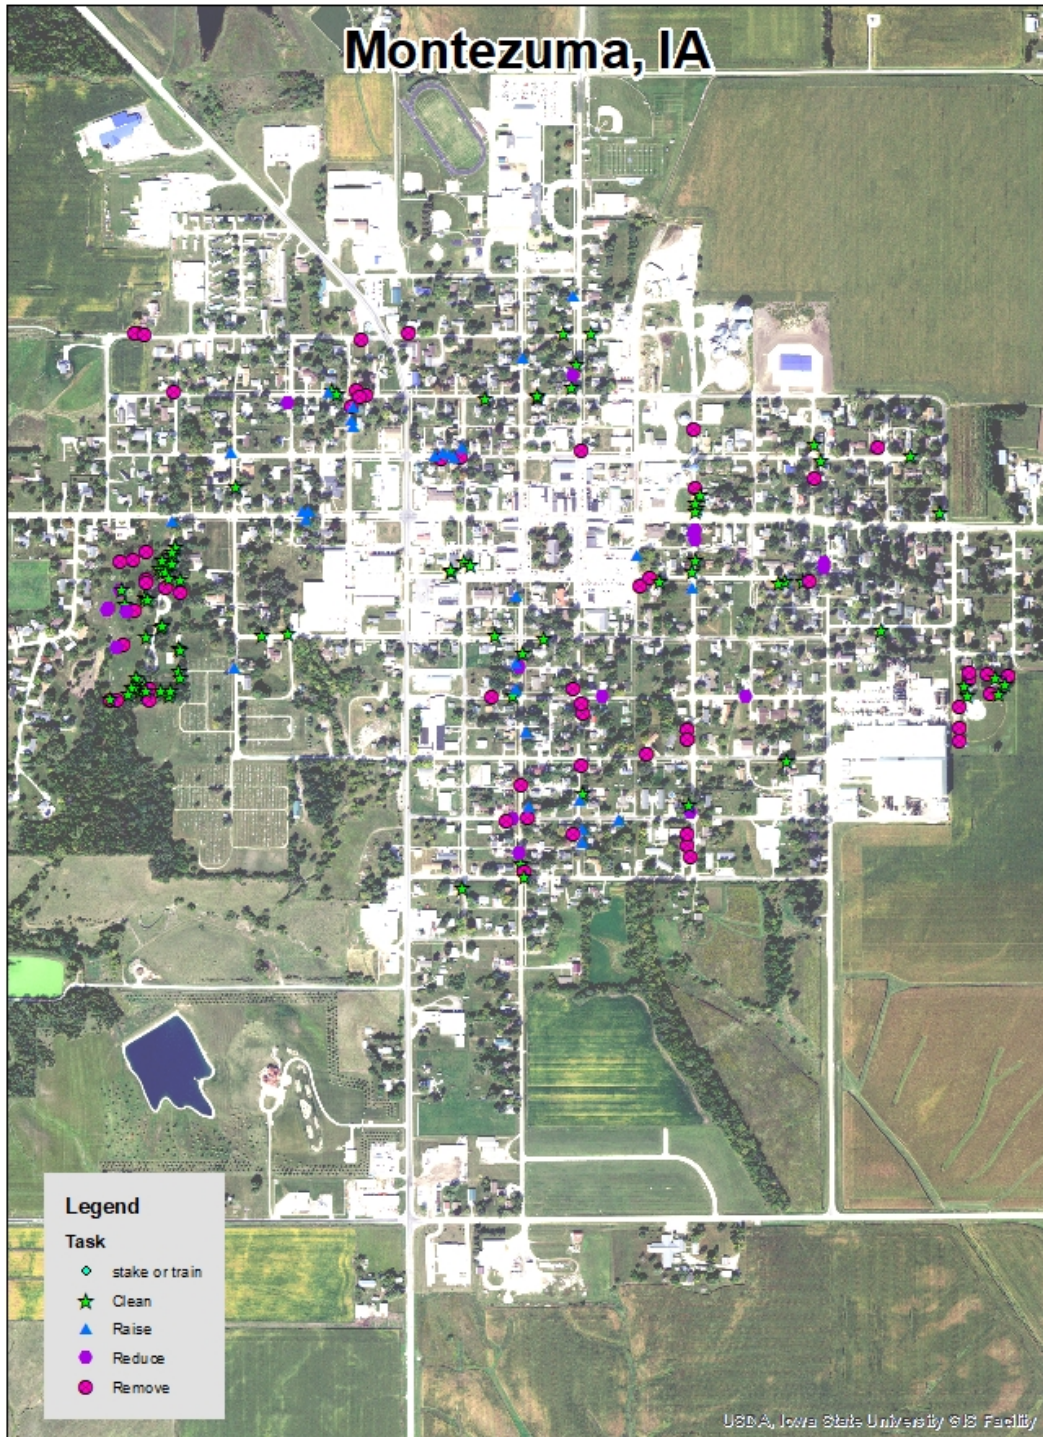 Montezuma, IA
Legend
Task
stake or train
Clean
Raise
Reduce
Remove
USDA, Iowa State University GIS Facility